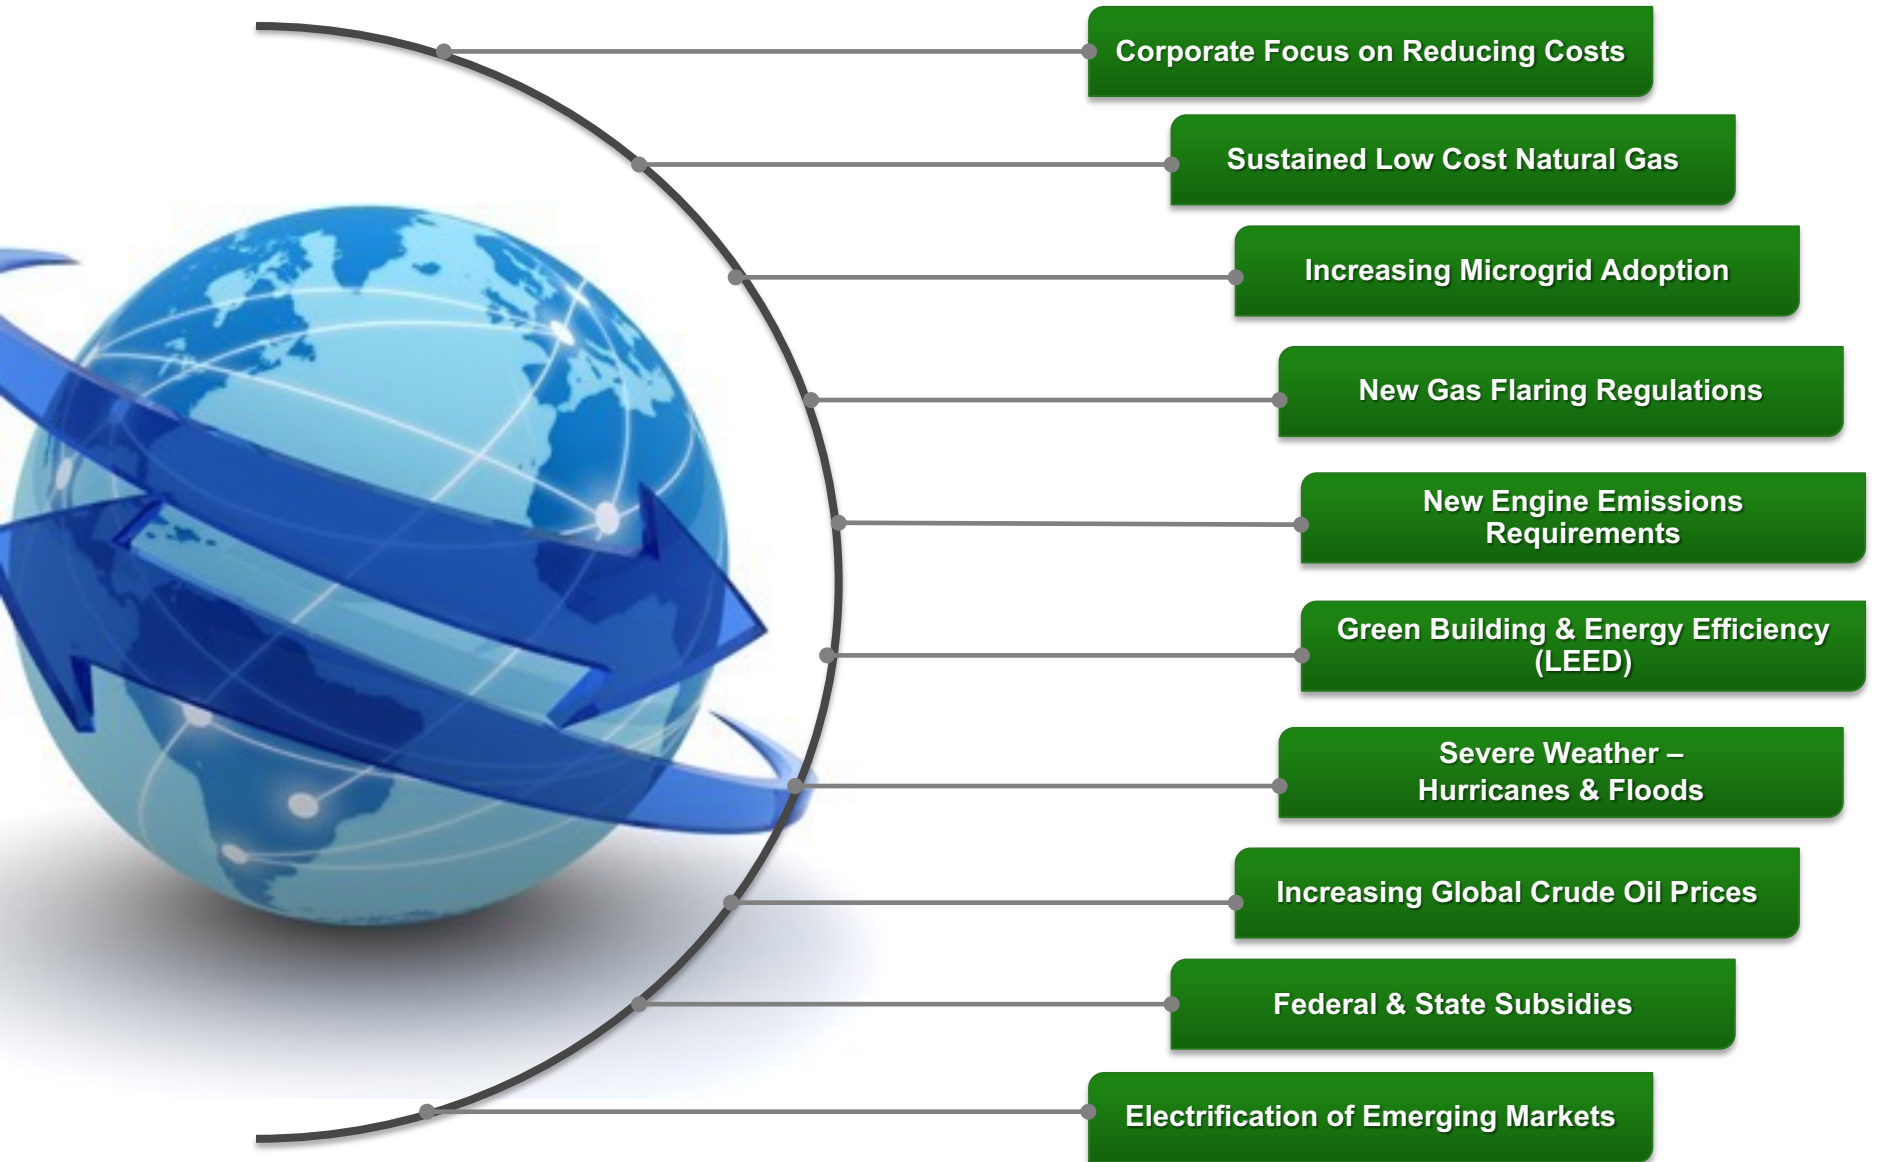 Corporate Focus on Reducing Costs
Sustained Low Cost Natural Gas
Increasing Microgrid Adoption
New Gas Flaring Regulations
New Engine Emissions
Requirements
Green Building & Energy Efficiency
(LEED)
Severe Weather –
Hurricanes & Floods
Increasing Global Crude Oil Prices
Federal & State Subsidies
Electrification of Emerging Markets